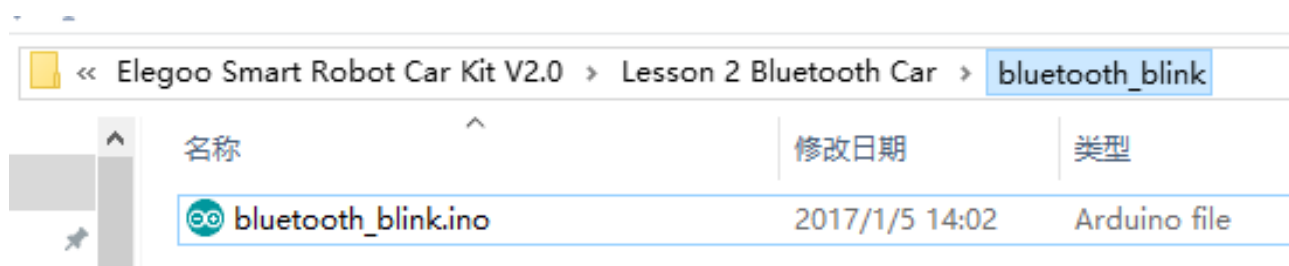 « Elegoo Smart Robot Car Kit V2.0 › Lesson 2 Bluetooth Car › bluetooth_blink
名称 修改日期 类型
bluetooth_blink.ino 2017/1/5 14:02 Arduino file